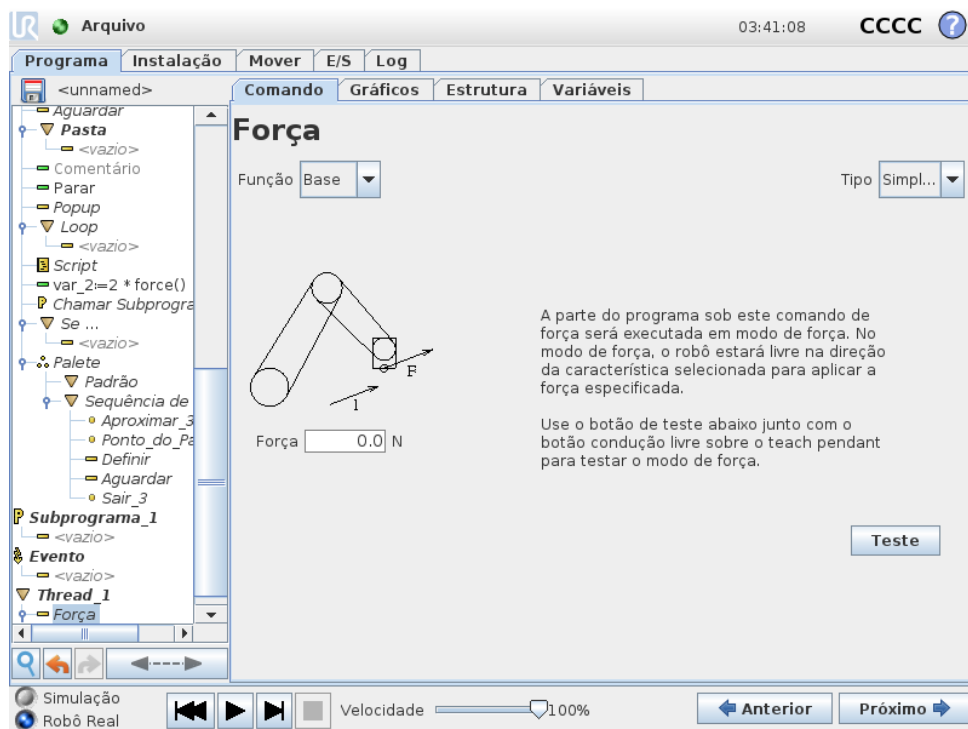 UR Arquivo 03:41:08 CCCC ?
Programa Instalação Mover E/S Log
<unnamed> Comando Gráficos Estrutura Variáveis
Aguardar
Pasta
<vazio>
Comentário
Parar
Popup
Loop
<vazio>
Script
var_2:=2 * force()
Chamar Subprogra
Se ...
<vazio>
Palete
Padrão
Sequência de
Aproximar_3
Ponto_do_Pa
Definir
Aguardar
Sair_3
P Subprograma_1
<vazio>
Evento
<vazio>
Thread_1
Força
Força
Função Base Tipo Simpl...
F
1
Força 0.0 N
A parte do programa sob este comando de
força será executada em modo de força. No
modo de força, o robô estará livre na direção
da característica selecionada para aplicar a
força especificada.
Use o botão de teste abaixo junto com o
botão condução livre sobre o teach pendant
para testar o modo de força.
Teste
Simulação
Robô Real
Velocidade 100%
Anterior Próximo